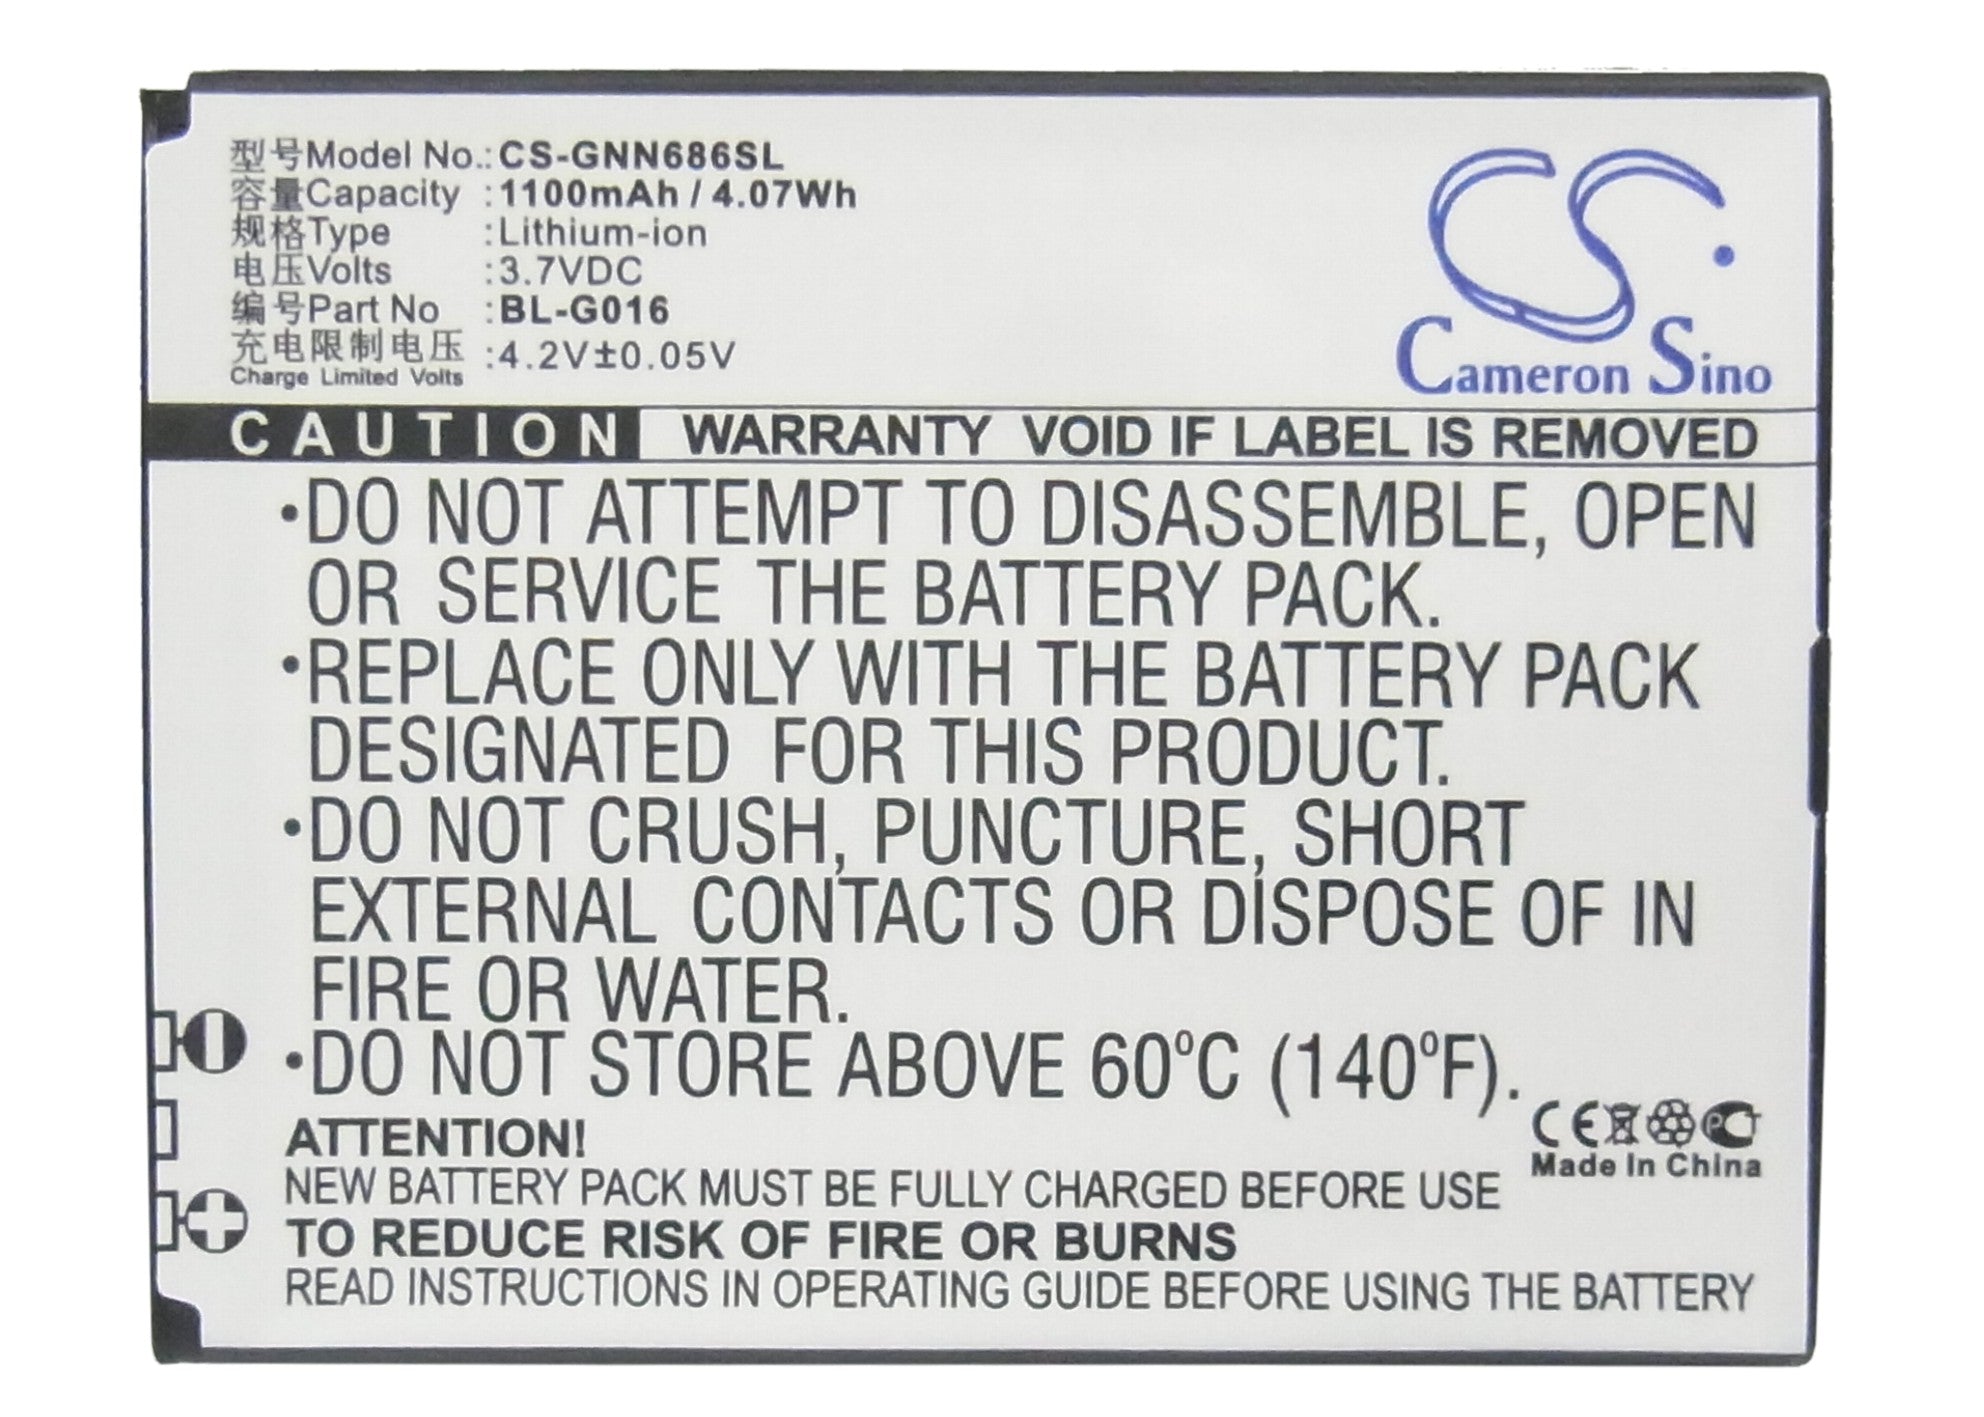 型号Model No.: CS-GNN686SL
容量Capacity : 1100mAh / 4.07Wh
规格Type : Lithium-ion
电压Volts : 3.7VDC
编号Part No : BL-G016
充电限制电压 : 4.2V±0.05V
Charge Limited Volts
CS
Cameron Sino
CAUTION WARRANTY VOID IF LABEL IS REMOVED
•DO NOT ATTEMPT TO DISASSEMBLE, OPEN
OR SERVICE THE BATTERY PACK.
•REPLACE ONLY WITH THE BATTERY PACK
DESIGNATED FOR THIS PRODUCT.
•DO NOT CRUSH, PUNCTURE, SHORT
EXTERNAL CONTACTS OR DISPOSE OF IN
FIRE OR WATER.
•DO NOT STORE ABOVE 60ºC (140ºF).
CE PCT
Made In China
ATTENTION!
NEW BATTERY PACK MUST BE FULLY CHARGED BEFORE USE
TO REDUCE RISK OF FIRE OR BURNS
READ INSTRUCTIONS IN OPERATING GUIDE BEFORE USING THE BATTERY